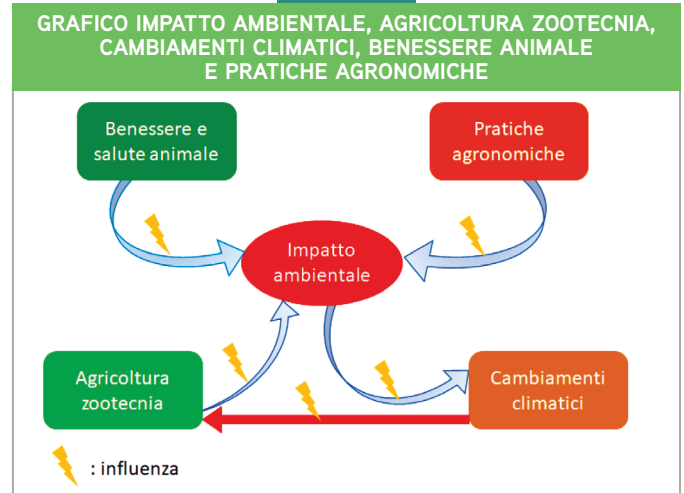 GRAFICO IMPATTO AMBIENTALE, AGRICOLTURA ZOOTECNIA,
CAMBIAMENTI CLIMATICI, BENESSERE ANIMALE
E PRATICHE AGRONOMICHE
Benessere e
salute animale
Pratiche
agronomiche
Impatto
ambientale
Agricoltura
zootecnia
Cambiamenti
climatici
: influenza